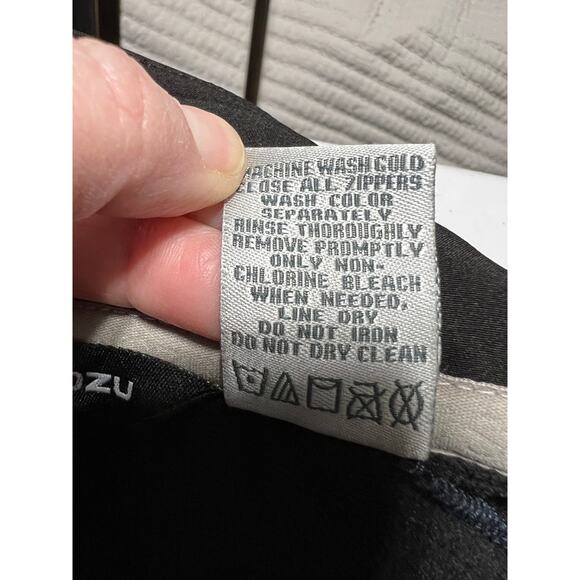 MACHINE WASH COLD
CLOSE ALL ZIPPERS
WASH COLOR
SEPARATELY
RINSE THOROUGHLY
REMOVE PROMPTLY
ONLY NON-
CHLORINE BLEACH
WHEN NEEDED,
LINE DRY
DO NOT IRON
DO NOT DRY CLEAN
OZU